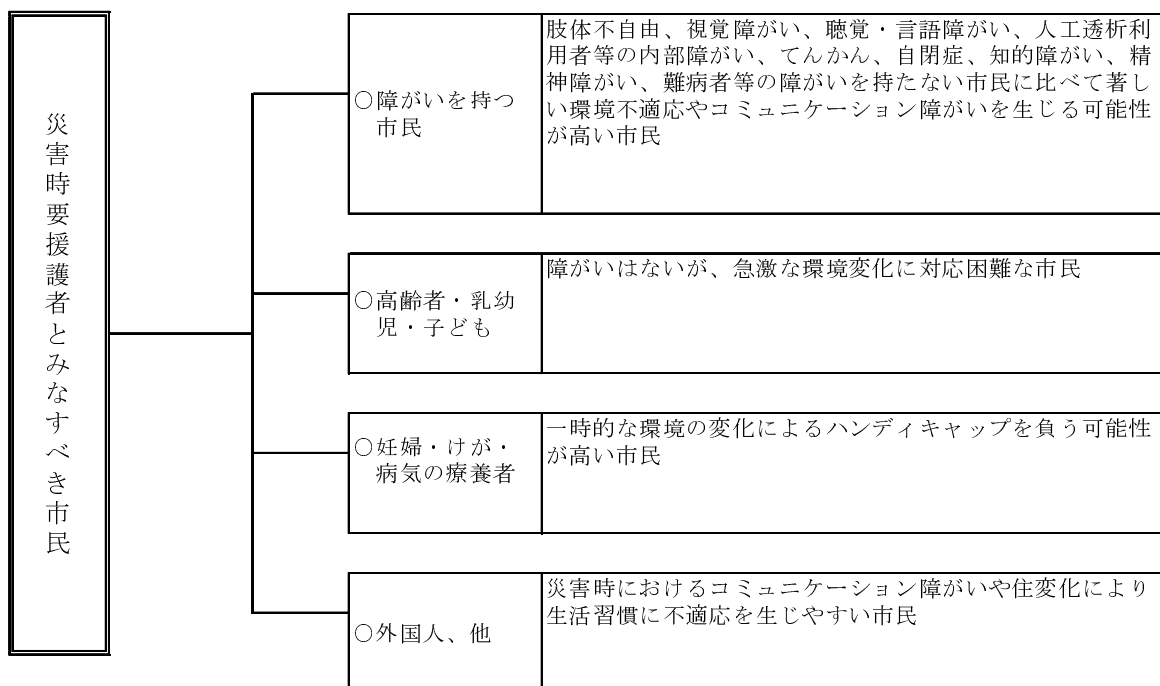 災害時要援護者とみなすべき市民
○障がいを持つ
市民
肢体不自由、視覚障がい、聴覚・言語障がい、人工透析利
用者等の内部障がい、てんかん、自閉症、知的障がい、精
神障がい、難病者等の障がいを持たない市民に比べて著し
い環境不適応やコミュニケーション障がいを生じる可能性
が高い市民
○高齢者・乳幼
児・子ども
障がいはないが、急激な環境変化に対応困難な市民
○妊婦・けが・
病気の療養者
一時的な環境の変化によるハンディキャップを負う可能性
が高い市民
○外国人、他
災害時におけるコミュニケーション障がいや住変化により
生活習慣に不適応を生じやすい市民